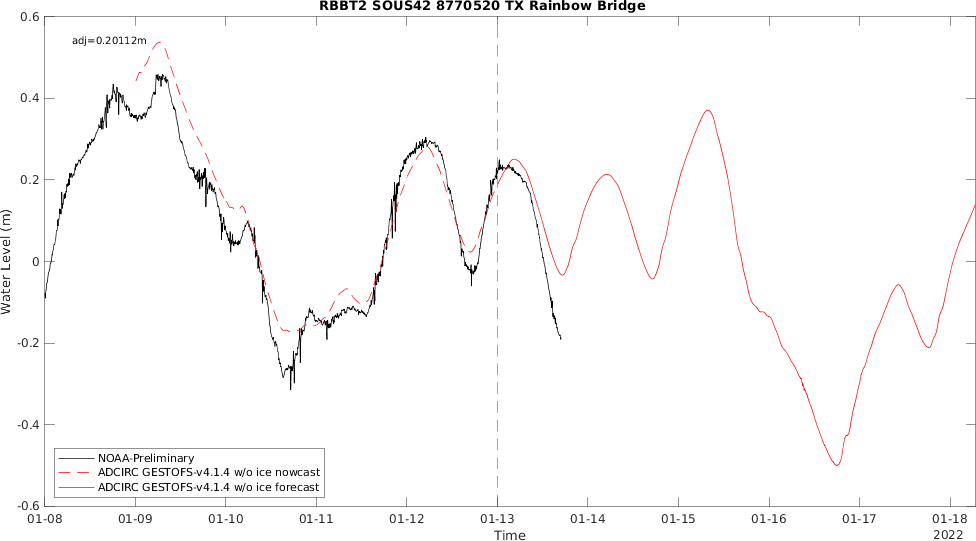 RBBT2 SOUS42 8770520 TX Rainbow Bridge
adj=0.20112m
0.6
0.4
0.2
0
-0.2
-0.4
-0.6
Water Level (m)
NOAA-Preliminary
ADCIRC GESTOFS-v4.1.4 w/o ice nowcast
ADCIRC GESTOFS-v4.1.4 w/o ice forecast
01-08 01-09 01-10 01-11 01-12 01-13 01-14 01-15 01-16 01-17 01-18
Time
2022